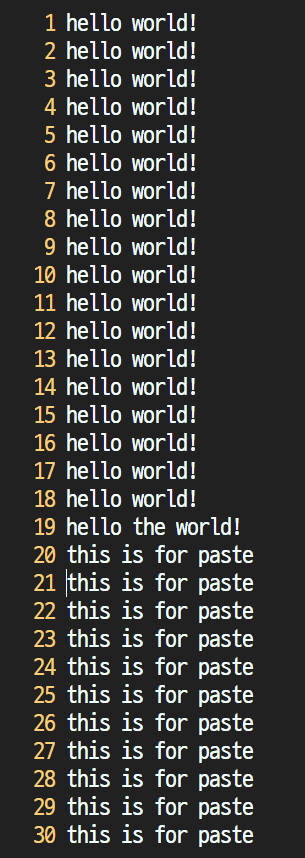 1 hello world!
2 hello world!
3 hello world!
4 hello world!
5 hello world!
6 hello world!
7 hello world!
8 hello world!
9 hello world!
10 hello world!
11 hello world!
12 hello world!
13 hello world!
14 hello world!
15 hello world!
16 hello world!
17 hello world!
18 hello world!
19 hello the world!
20 this is for paste
21 this is for paste
22 this is for paste
23 this is for paste
24 this is for paste
25 this is for paste
26 this is for paste
27 this is for paste
28 this is for paste
29 this is for paste
30 this is for paste